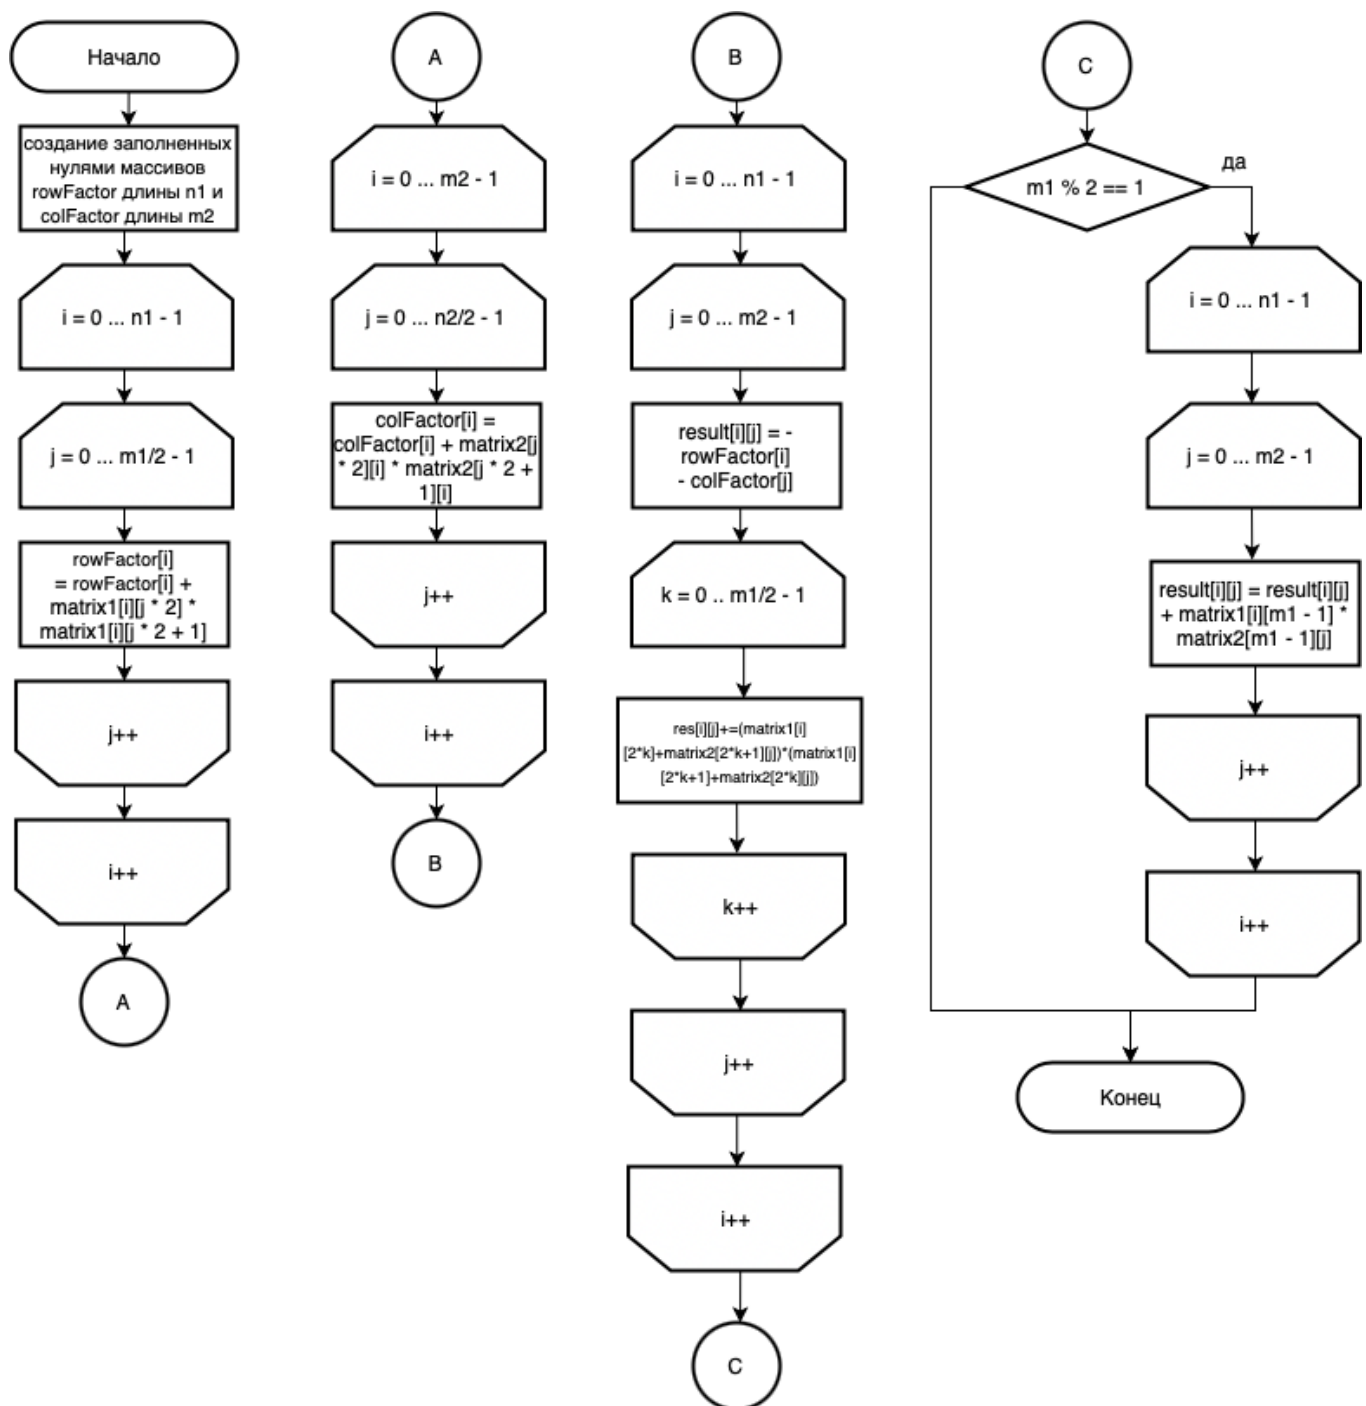 Начало
создание заполненных
нулями массивов
rowFactor длины n1 и
colFactor длины m2
i = 0 ... n1 - 1
j = 0 ... m1/2 - 1
rowFactor[i]
= rowFactor[i] +
matrix1[i][j * 2] *
matrix1[i][j * 2 + 1]
j++
i++
A
A
i = 0 ... m2 - 1
j = 0 ... n2/2 - 1
colFactor[i] =
colFactor[i] + matrix2[j
* 2][i] * matrix2[j * 2 +
1][i]
j++
i++
B
B
i = 0 ... n1 - 1
j = 0 ... m2 - 1
result[i][j] = -
rowFactor[i]
- colFactor[j]
k = 0 .. m1/2 - 1
res[i][j]+=(matrix1[i]
[2*k]+matrix2[2*k+1][j])*(matrix1[i]
[2*k+1]+matrix2[2*k][j])
k++
j++
i++
C
C
m1 % 2 == 1
да
i = 0 ... n1 - 1
j = 0 ... m2 - 1
result[i][j] = result[i][j]
+ matrix1[i][m1 - 1] *
matrix2[m1 - 1][j]
j++
i++
Конец